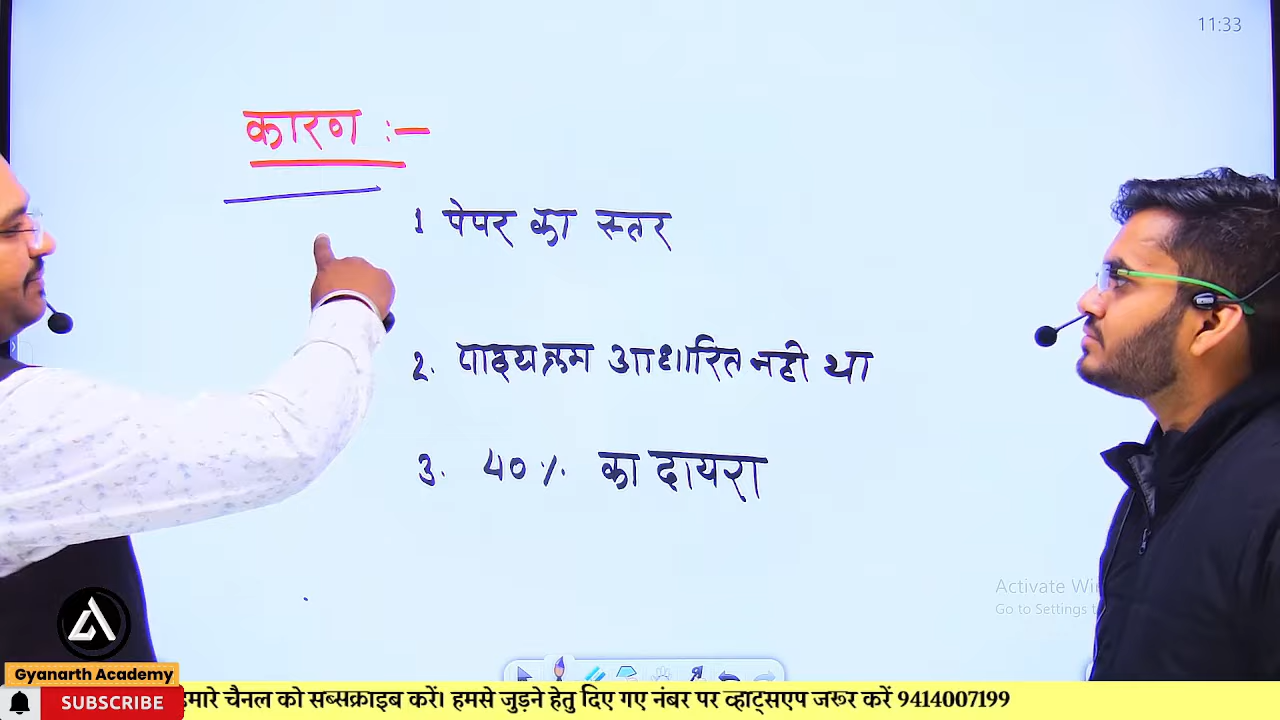 11:33
कारण :-
1 पेपर का स्तर
2. पाठ्यक्रम आधारित नही था
3. 40% का दायरा
Activate Wi
Go to Settings t
Gyanarth Academy
SUBSCRIBE
हमारे चैनल को सब्सक्राइब करें। हमसे जुड़ने हेतु दिए गए नंबर पर व्हाट्सएप जरूर करें 9414007199